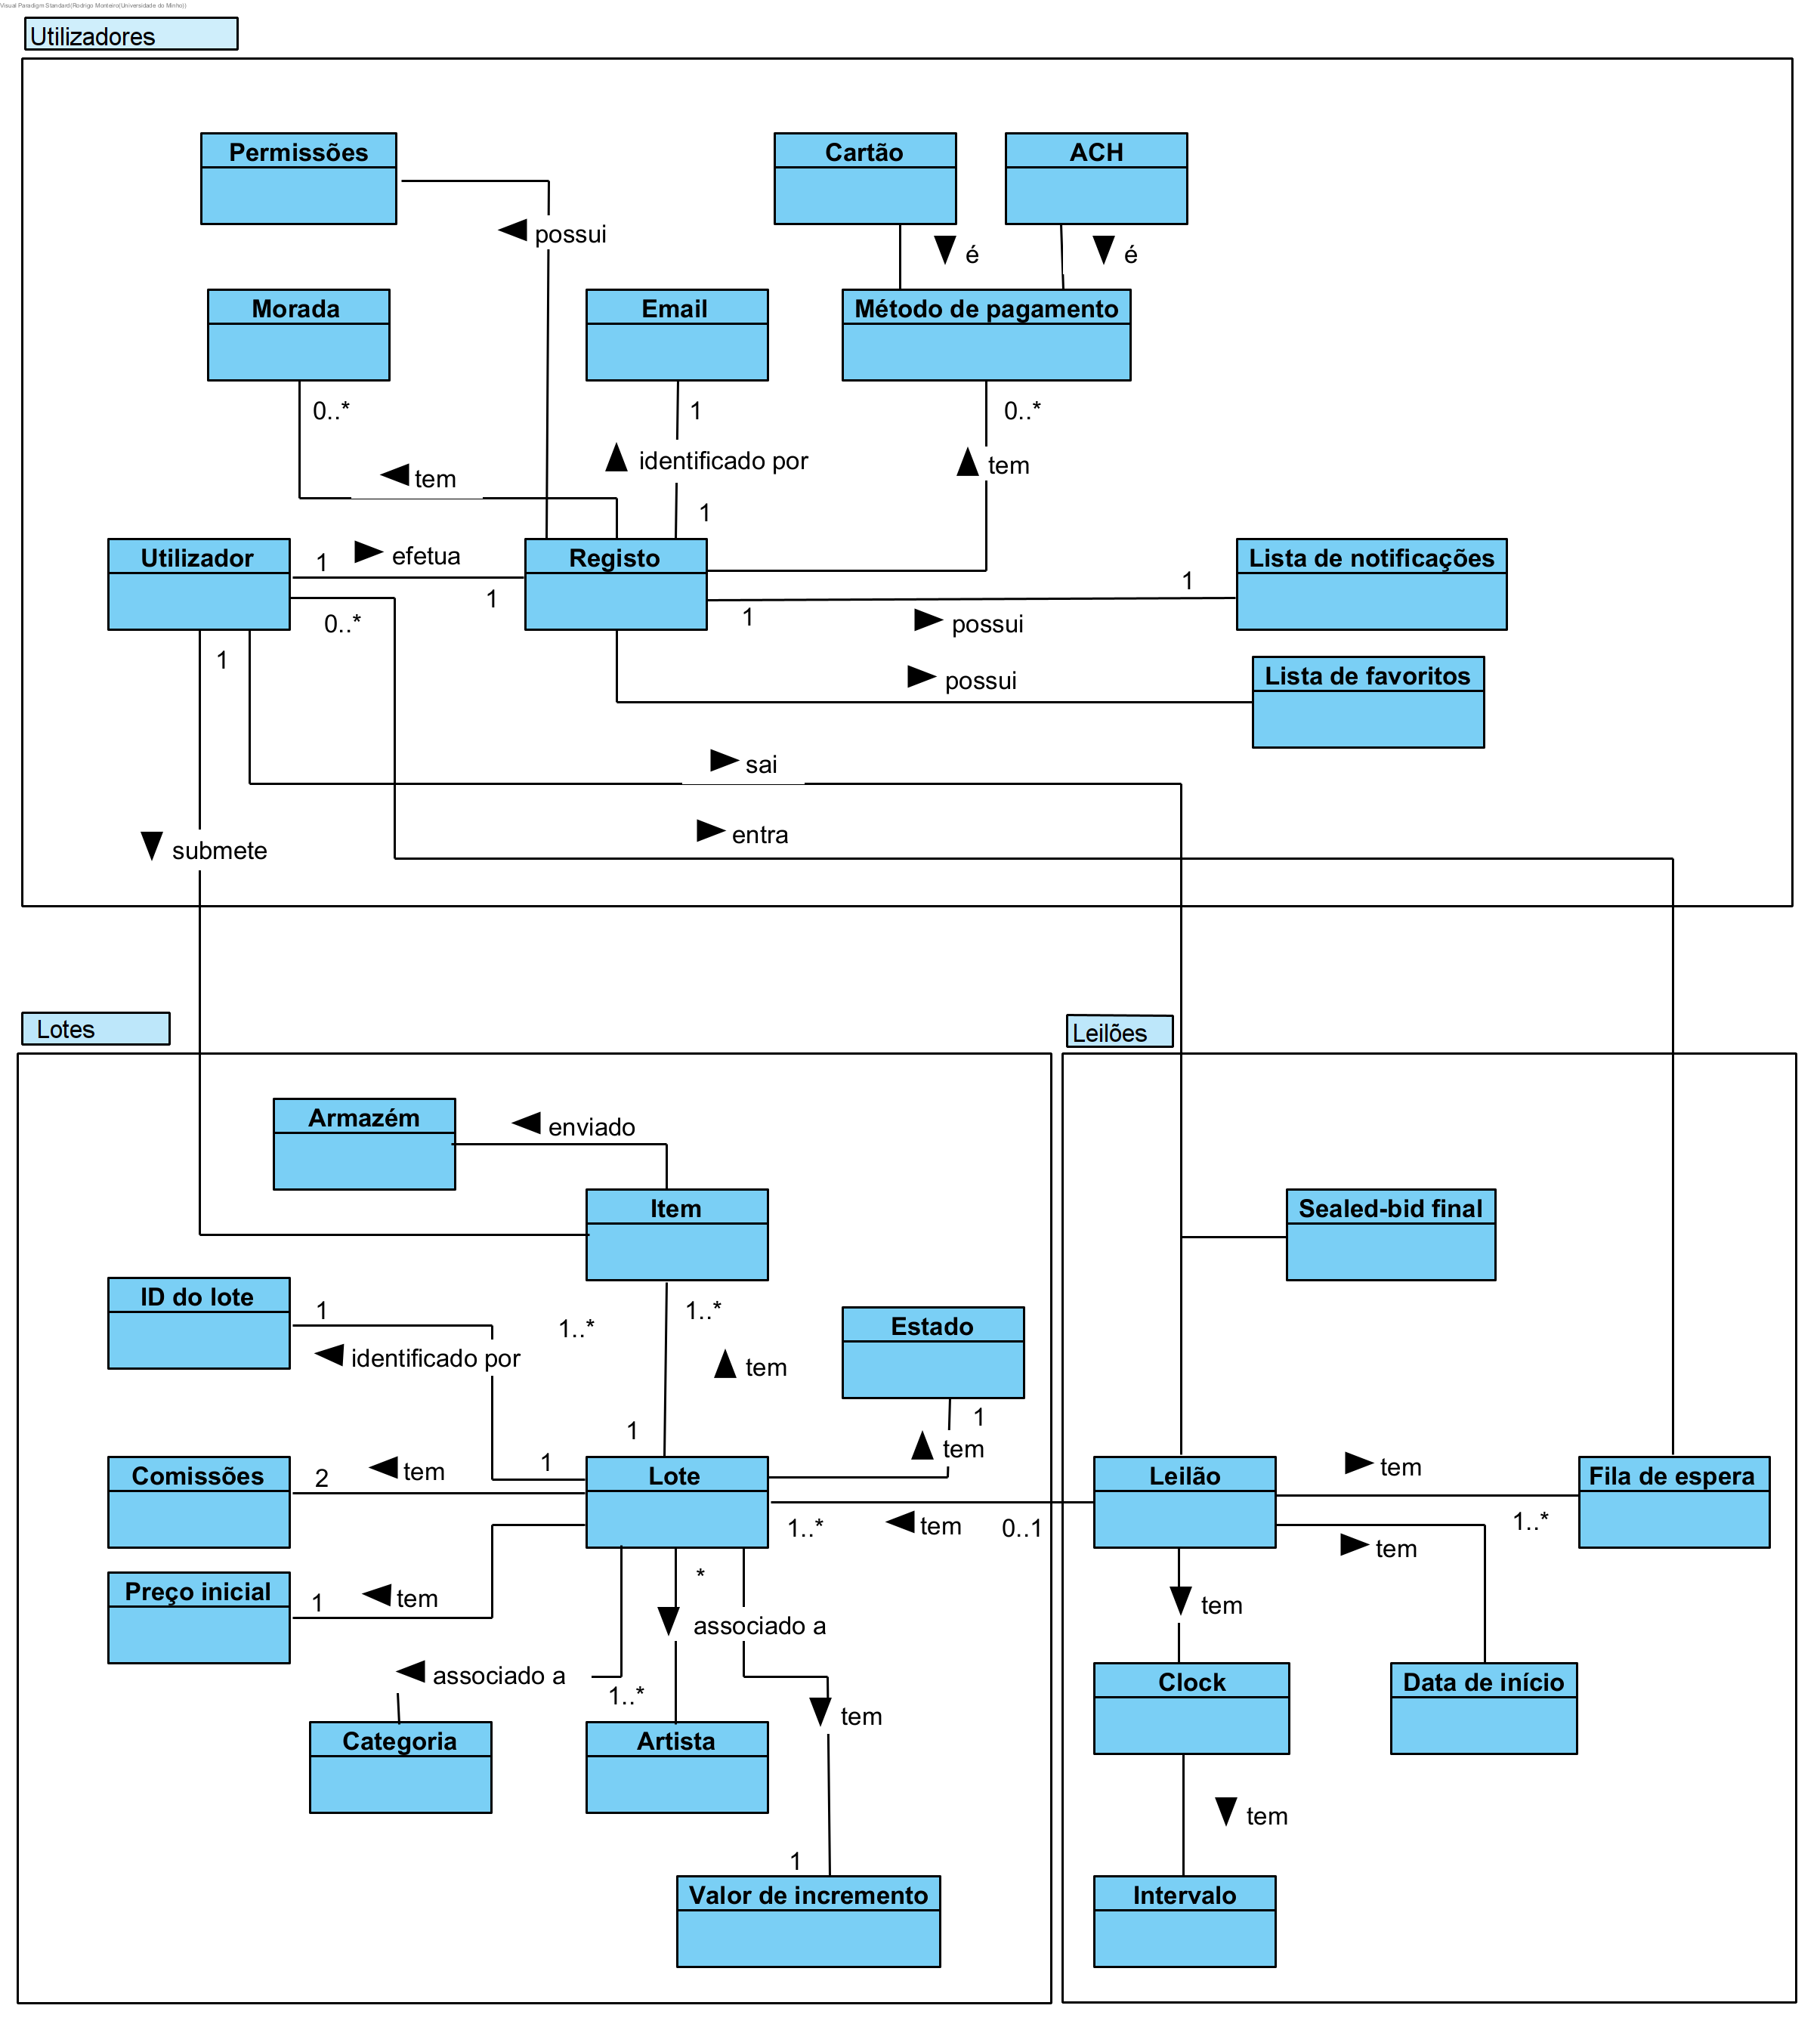 Visual Paradigm Standard(Rodrigo Monteiro(Universidade do Minho))
Utilizadores
Permissões
Cartão
ACH
possui
é
é
Morada
Email
Método de pagamento
0..*
1
0..*
identificado por
tem
tem
1
Utilizador
Registo
Lista de notificações
1
efetua
1
1
0..*
1
possui
1
Lista de favoritos
possui
sai
entra
submete
Lotes
Leilões
Armazém
enviado
Item
Sealed-bid final
ID do lote
1
1..*
1..*
Estado
identificado por
tem
1
1
tem
1
Comissões
2
tem
Lote
Leilão
tem
Fila de espera
1..*
tem
0..1
1..*
tem
Preço inicial
1
tem
*
associado a
tem
associado a
1..*
Clock
Data de início
tem
Categoria
Artista
tem
1
Valor de incremento
Intervalo